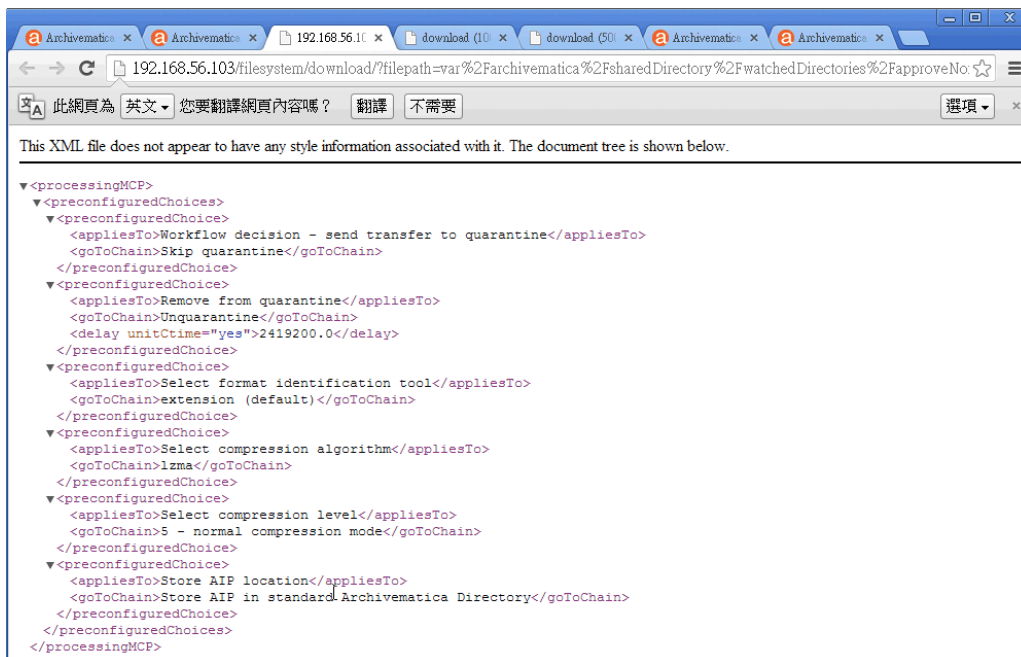 Archivematica
Archivematica
192.168.56.10
download (10
download (50
Archivematica
Archivematica
192.168.56.103/filesystem/download/?filepath=var%2Farchivematica%2FsharedDirectory%2FwatchedDirectories%2FapproveNo
此網頁為 英文 您要翻譯網頁內容嗎? 翻譯 不需要 選項
This XML file does not appear to have any style information associated with it. The document tree is shown below.
▼<processingMCP>
▼<preconfiguredChoices>
▼<preconfiguredChoice>
<appliesTo>Workflow decision - send transfer to quarantine</appliesTo>
<goToChain>Skip quarantine</goToChain>
</preconfiguredChoice>
▼<preconfiguredChoice>
<appliesTo>Remove from quarantine</appliesTo>
<goToChain>Unquarantine</goToChain>
<delay unitCtime="yes">2419200.0</delay>
</preconfiguredChoice>
▼<preconfiguredChoice>
<appliesTo>Select format identification tool</appliesTo>
<goToChain>extension (default)</goToChain>
</preconfiguredChoice>
▼<preconfiguredChoice>
<appliesTo>Select compression algorithm</appliesTo>
<goToChain>lzma</goToChain>
</preconfiguredChoice>
▼<preconfiguredChoice>
<appliesTo>Select compression level</appliesTo>
<goToChain>5 - normal compression mode</goToChain>
</preconfiguredChoice>
▼<preconfiguredChoice>
<appliesTo>Store AIP location</appliesTo>
<goToChain>Store AIP in standard Archivematica Directory</goToChain>
</preconfiguredChoice>
</preconfiguredChoices>
</processingMCP>